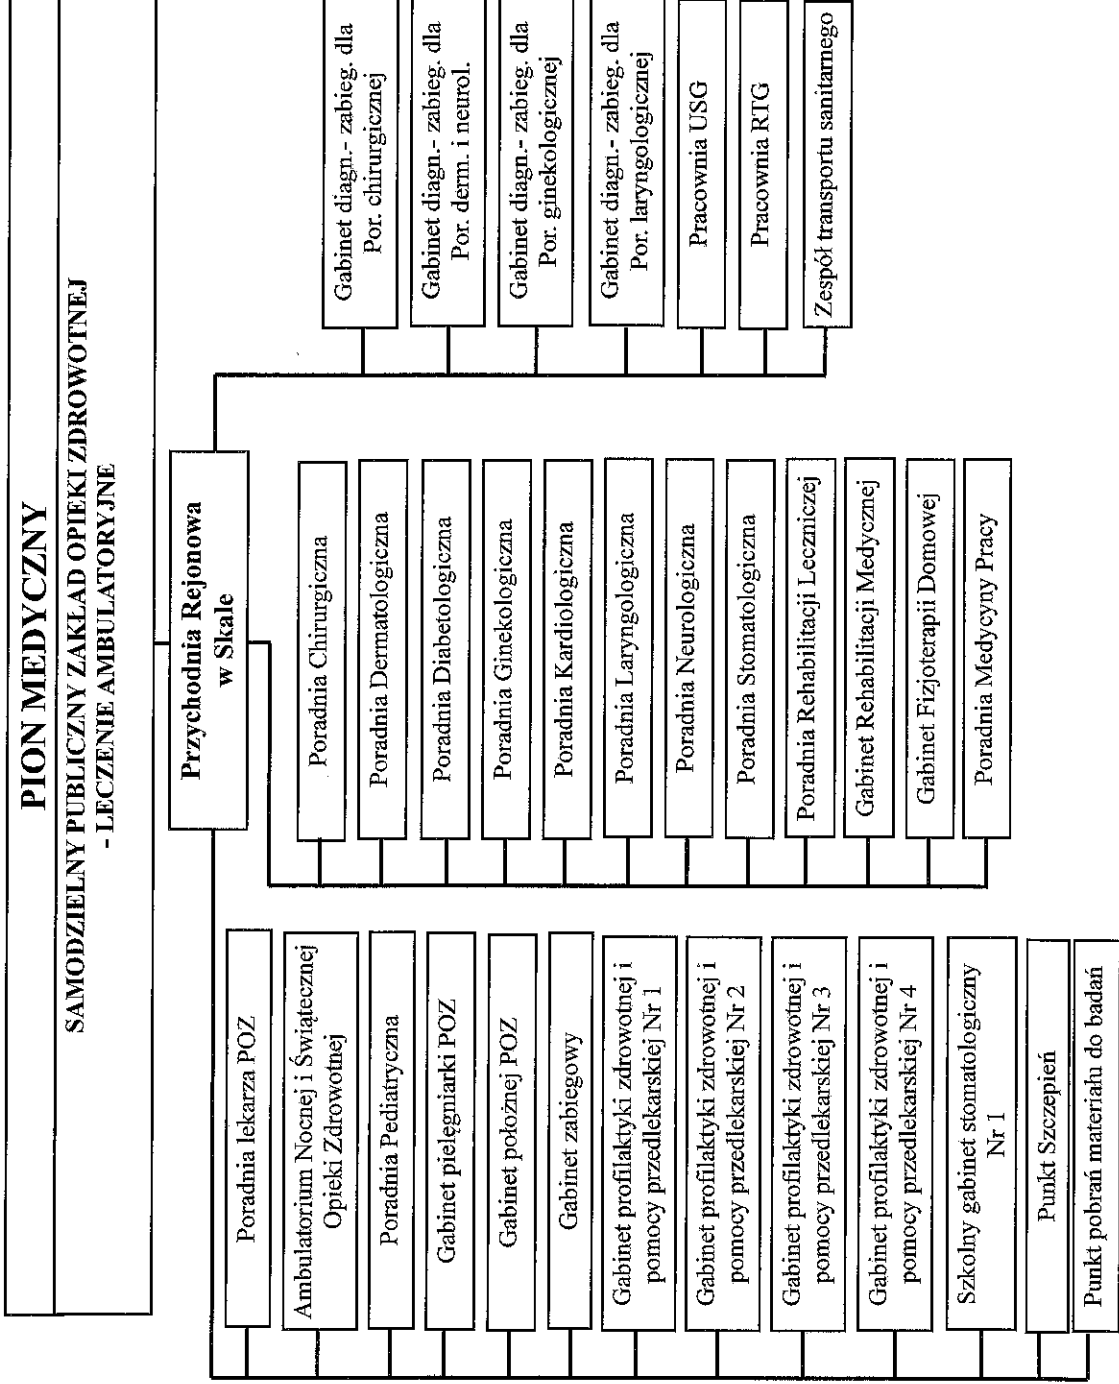 PION MEDYCZNY
SAMODZIELNY PUBLICZNY ZAKŁAD OPIEKI ZDROWOTNEJ
- LECZENIE AMBULATORYJNE
Przychodnia Rejonowa
w Skale
Poradnia lekarza POZ
Ambulatorium Nocnej i Świątecznej
Opieki Zdrowotnej
Poradnia Pediatryczna
Gabinet pielęgniarki POZ
Gabinet położnej POZ
Gabinet zabiegowy
Gabinet profilaktyki zdrowotnej i
pomocy przedlekarskiej Nr 1
Gabinet profilaktyki zdrowotnej i
pomocy przedlekarskiej Nr 2
Gabinet profilaktyki zdrowotnej i
pomocy przedlekarskiej Nr 3
Gabinet profilaktyki zdrowotnej i
pomocy przedlekarskiej Nr 4
Szkolny gabinet stomatologiczny
Nr 1
Punkt Szczepień
Punkt pobrań materiału do badań
Poradnia Chirurgiczna
Poradnia Dermatologiczna
Poradnia Diabetologiczna
Poradnia Ginekologiczna
Poradnia Kardiologiczna
Poradnia Laryngologiczna
Poradnia Neurologiczna
Poradnia Stomatologiczna
Poradnia Rehabilitacji Leczniczej
Gabinet Rehabilitacji Medycznej
Gabinet Fizjoterapii Domowej
Poradnia Medycyny Pracy
Gabinet diagn.- zabieg. dla
Por. chirurgicznej
Gabinet diagn.- zabieg. dla
Por. derm. i neurol.
Gabinet diagn.- zabieg. dla
Por. ginekologicznej
Gabinet diagn.- zabieg. dla
Por. laryngologicznej
Pracownia USG
Pracownia RTG
Zespół transportu sanitarnego